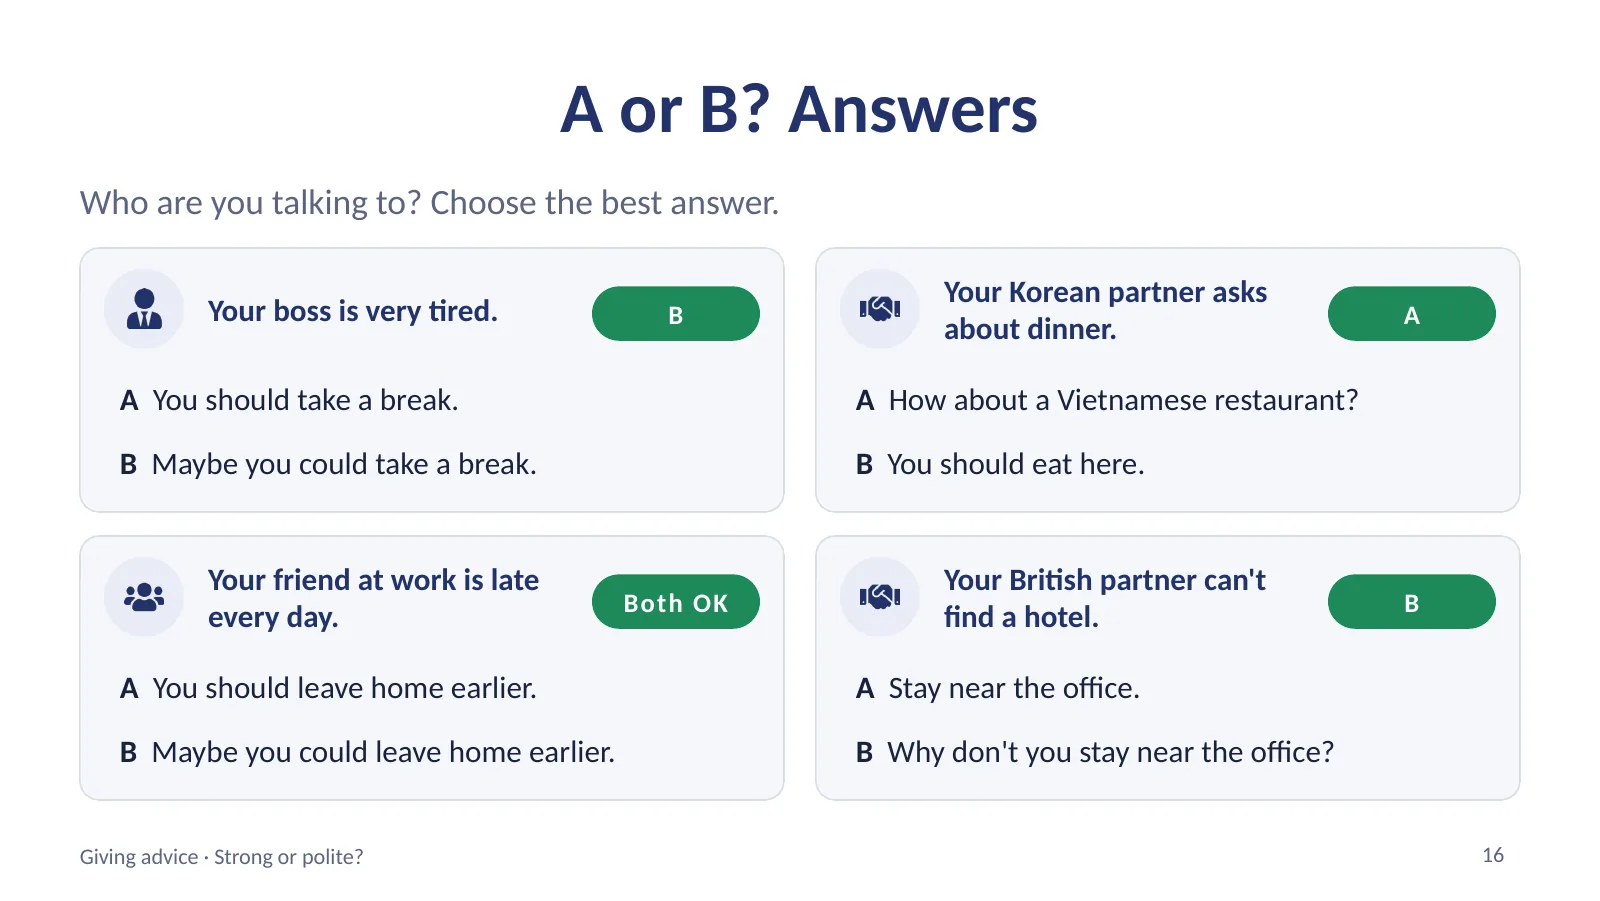 A or B? Answers
Who are you talking to? Choose the best answer.
Your boss is very tired.
B
A You should take a break.
B Maybe you could take a break.
Your Korean partner asks
about dinner.
A
A How about a Vietnamese restaurant?
B You should eat here.
Your friend at work is late
every day.
Both OK
A You should leave home earlier.
B Maybe you could leave home earlier.
Your British partner can't
find a hotel.
B
A Stay near the office.
B Why don't you stay near the office?
Giving advice · Strong or polite?
16